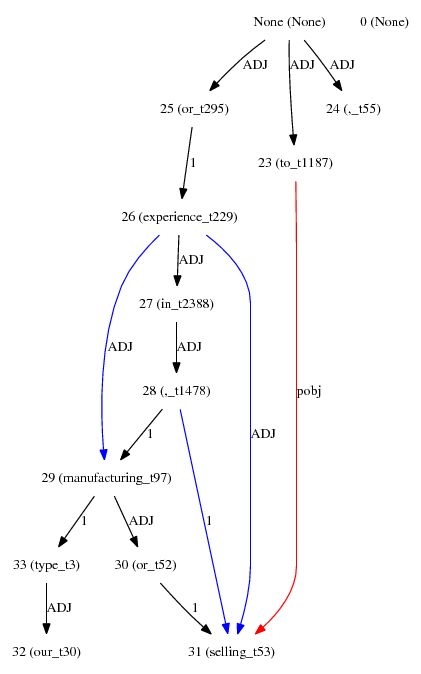 None (None) 0 (None)
ADJ ADJ ADJ
25 (or_t295) 24 (,_t55)
1 23 (to_t1187)
26 (experience_t229)
ADJ
27 (in_t2388)
ADJ ADJ
28 (,_t1478) pobj
1 ADJ
29 (manufacturing_t97)
1 ADJ 1
33 (type_t3) 30 (or_t52)
ADJ 1
32 (our_t30) 31 (selling_t53)